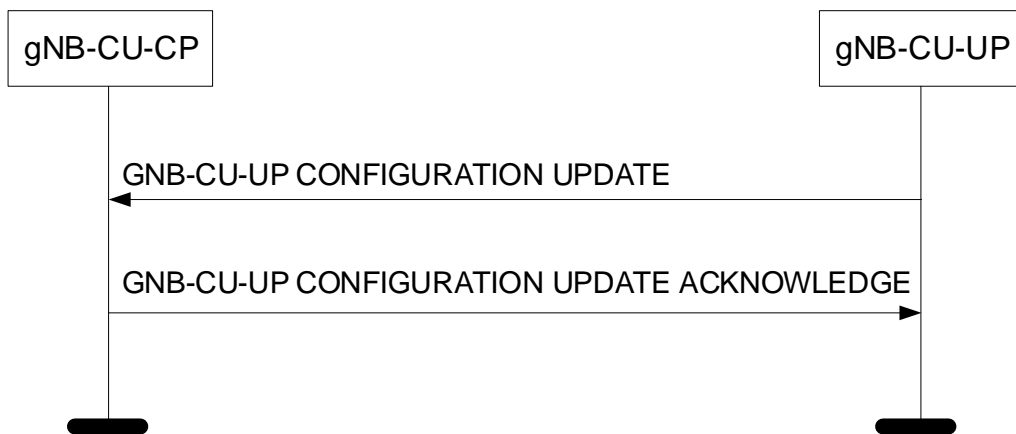 gNB-CU-CP
gNB-CU-UP
GNB-CU-UP CONFIGURATION UPDATE
GNB-CU-UP CONFIGURATION UPDATE ACKNOWLEDGE